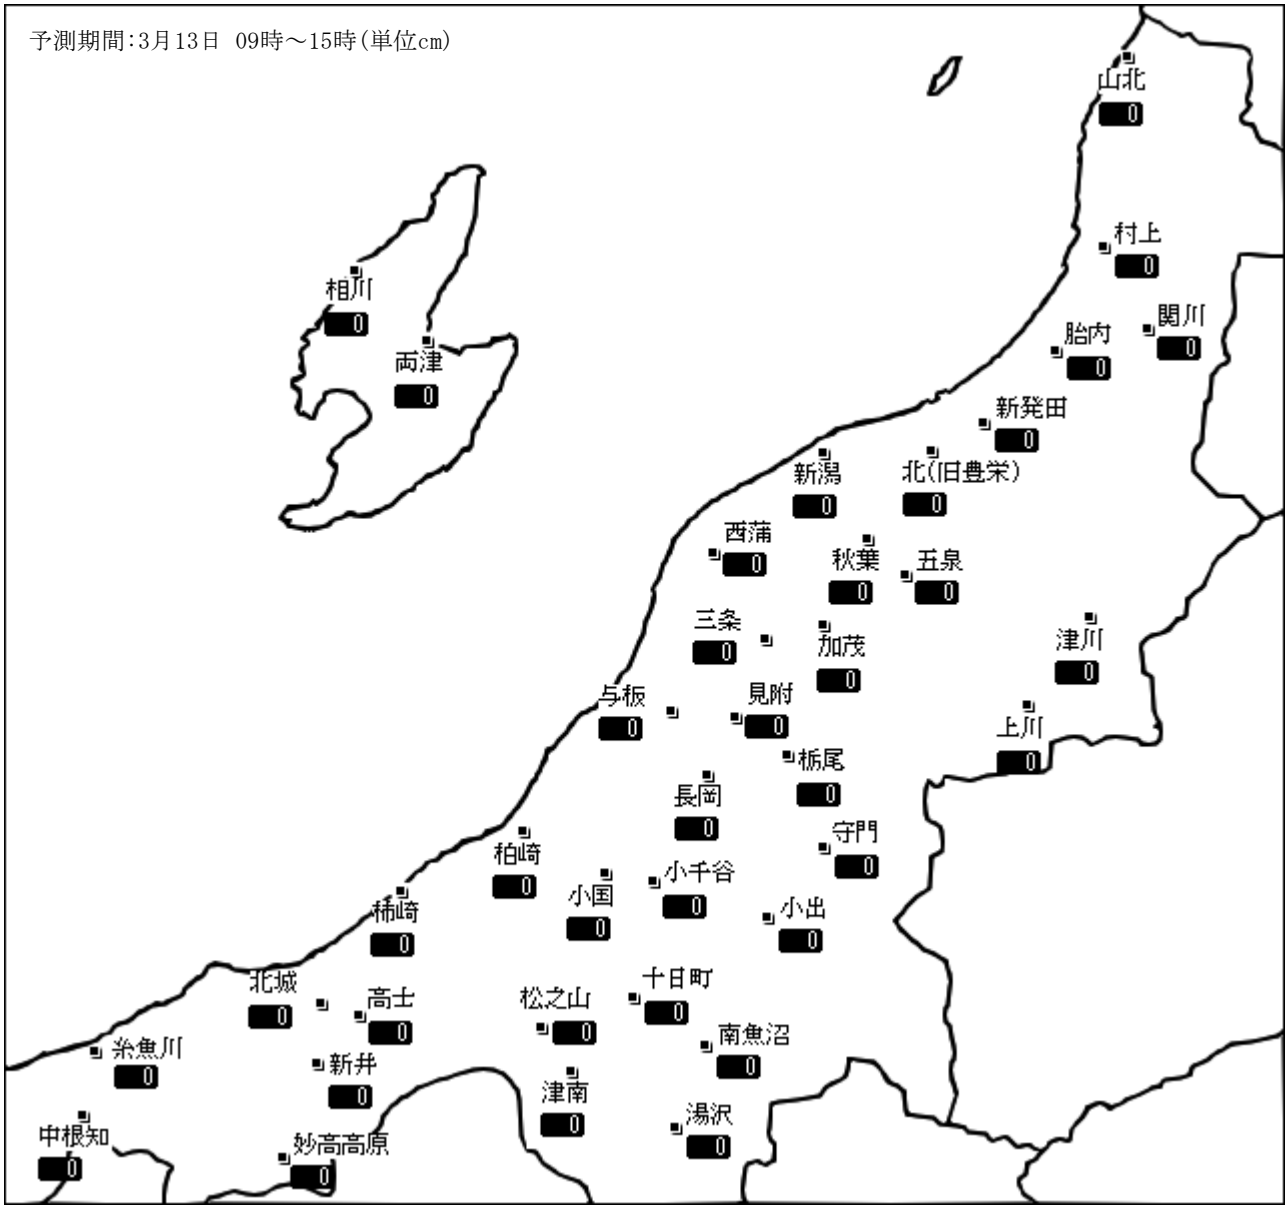 予測期間:3月13日 09時～15時(単位cm)
山北
0
村上
0
相川
0
関川
0
胎内
0
両津
0
新発田
0
新潟
0
北(旧豊栄)
0
西蒲
0
秋葉
0
五泉
0
三条
0
加茂
0
津川
0
与板
0
見附
0
上川
0
栃尾
0
長岡
0
守門
0
柏崎
0
小千谷
0
小国
0
小出
0
柿崎
0
北城
0
高士
0
松之山
0
十日町
0
糸魚川
0
新井
0
南魚沼
0
津南
0
湯沢
0
中根知
0
妙高高原
0